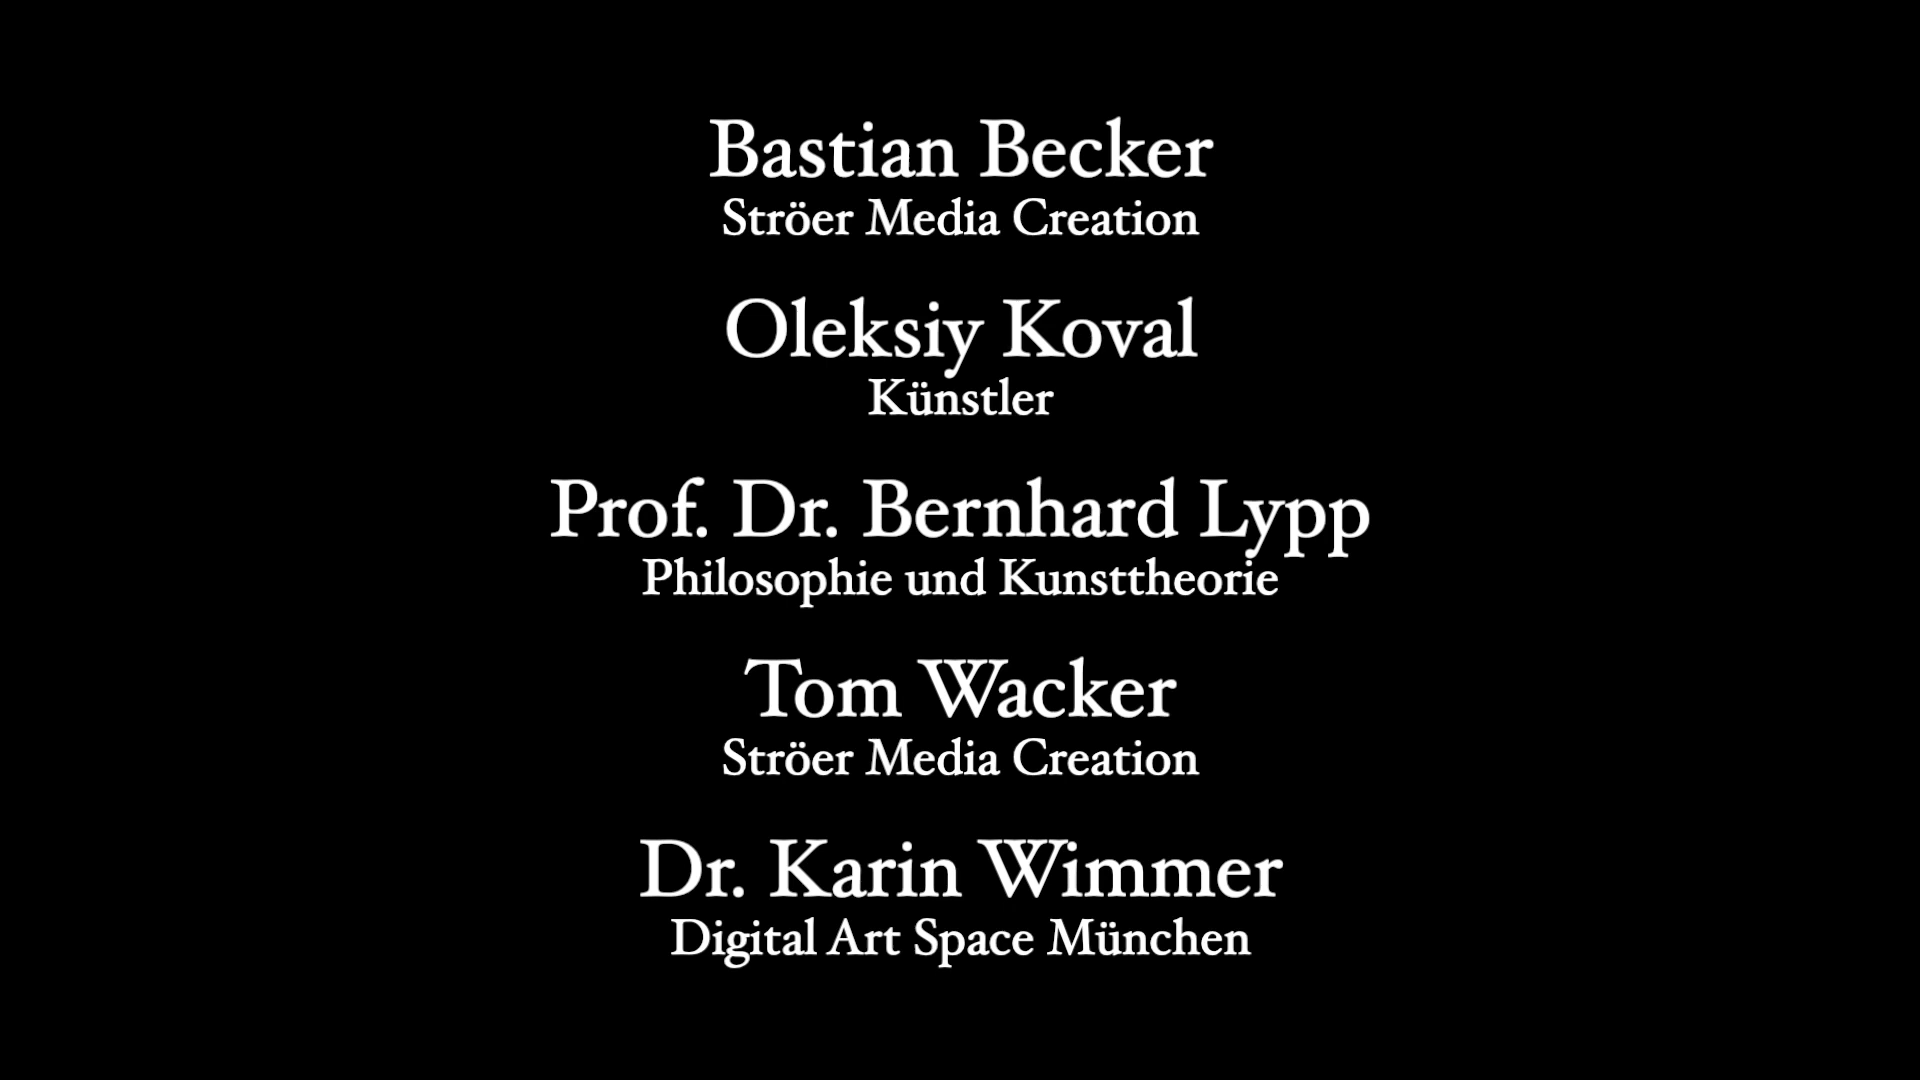 Bastian Becker
Ströer Media Creation
Oleksiy Koval
Künstler
Prof. Dr. Bernhard Lypp
Philosophie und Kunsttheorie
Tom Wacker
Ströer Media Creation
Dr. Karin Wimmer
Digital Art Space München